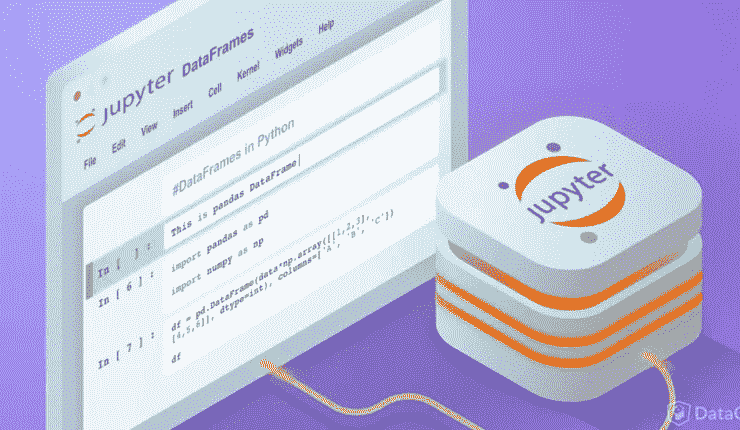 jupyter DataFrames
File Edit View Insert Cell Kernel Widgets Help
#DataFrames in Python
In [ ] : This is pandas DataFrame|
In [ 6 ] : import pandas as pd
import numpy as np
In [ 7 ] : df = pd.DataFrame(data=np.array([[1,2,3],
[4,5,6]], dtype=int), columns=['A', 'B', 'C'])
df
jupyter